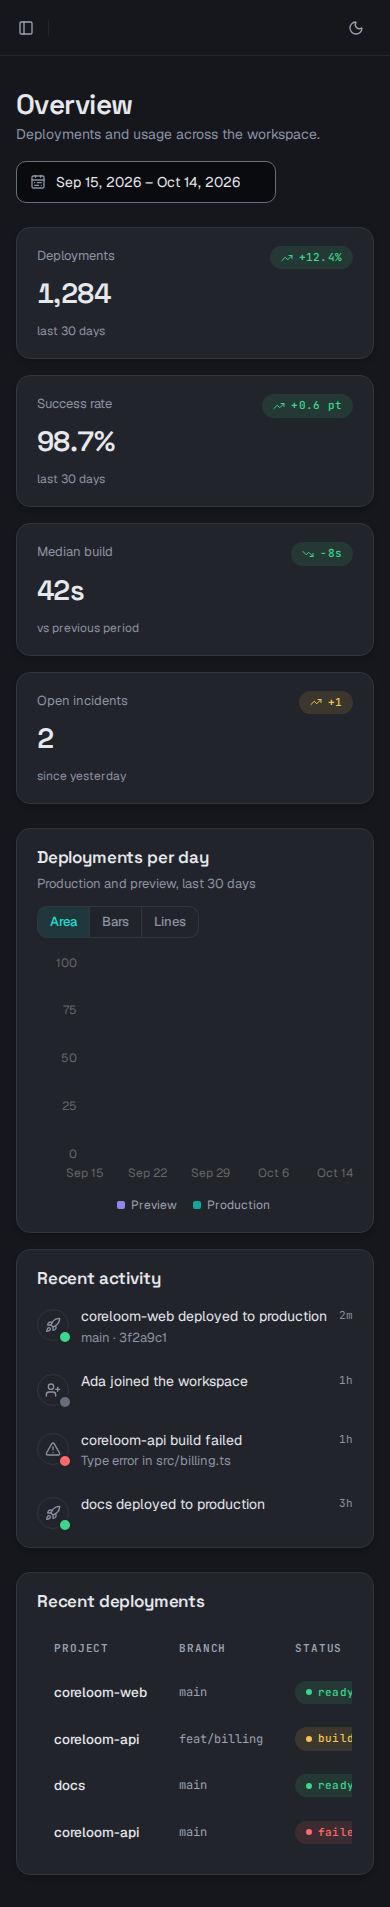 Overview
Deployments and usage across the workspace.
Sep 15, 2026 – Oct 14, 2026
Deployments
+12.4%
1,284
last 30 days
Success rate
+0.6 pt
98.7%
last 30 days
Median build
-8s
42s
vs previous period
Open incidents
+1
2
since yesterday
Deployments per day
Production and preview, last 30 days
Area Bars Lines
100
75
50
25
0
Sep 15 Sep 22 Sep 29 Oct 6 Oct 14
Preview Production
Recent activity
coreloom-web deployed to production 2m
main · 3f2a9c1
Ada joined the workspace 1h
coreloom-api build failed 1h
Type error in src/billing.ts
docs deployed to production 3h
Recent deployments
PROJECT BRANCH STATUS
coreloom-web main ready
coreloom-api feat/billing build
docs main ready
coreloom-api main faile